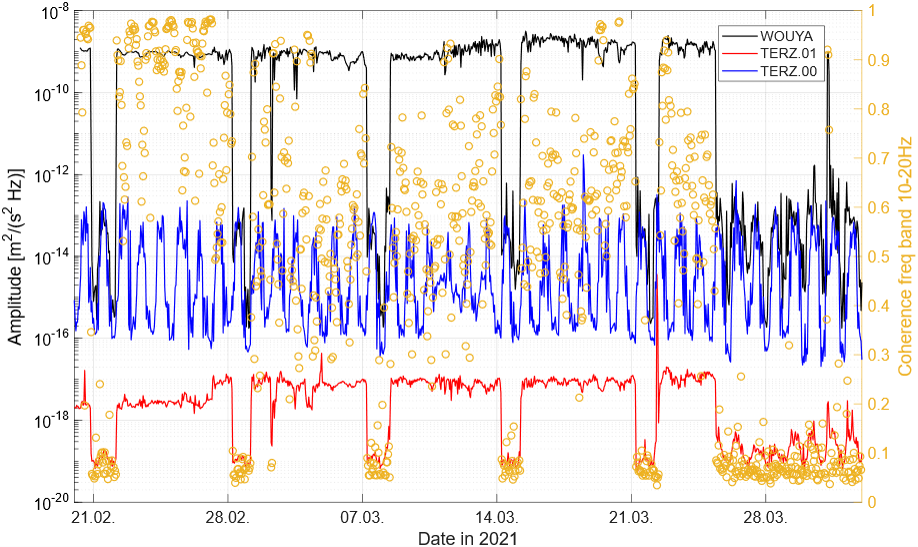 10^-8
10^-10
10^-12
10^-14
10^-16
10^-18
10^-20
Amplitude [m^2/(s^2 Hz)]
WOUYA
TERZ.01
TERZ.00
1
0.9
0.8
0.7
0.6
0.5
0.4
0.3
0.2
0.1
0
Coherence freq band 10-20Hz
21.02. 28.02. 07.03. 14.03. 21.03. 28.03.
Date in 2021